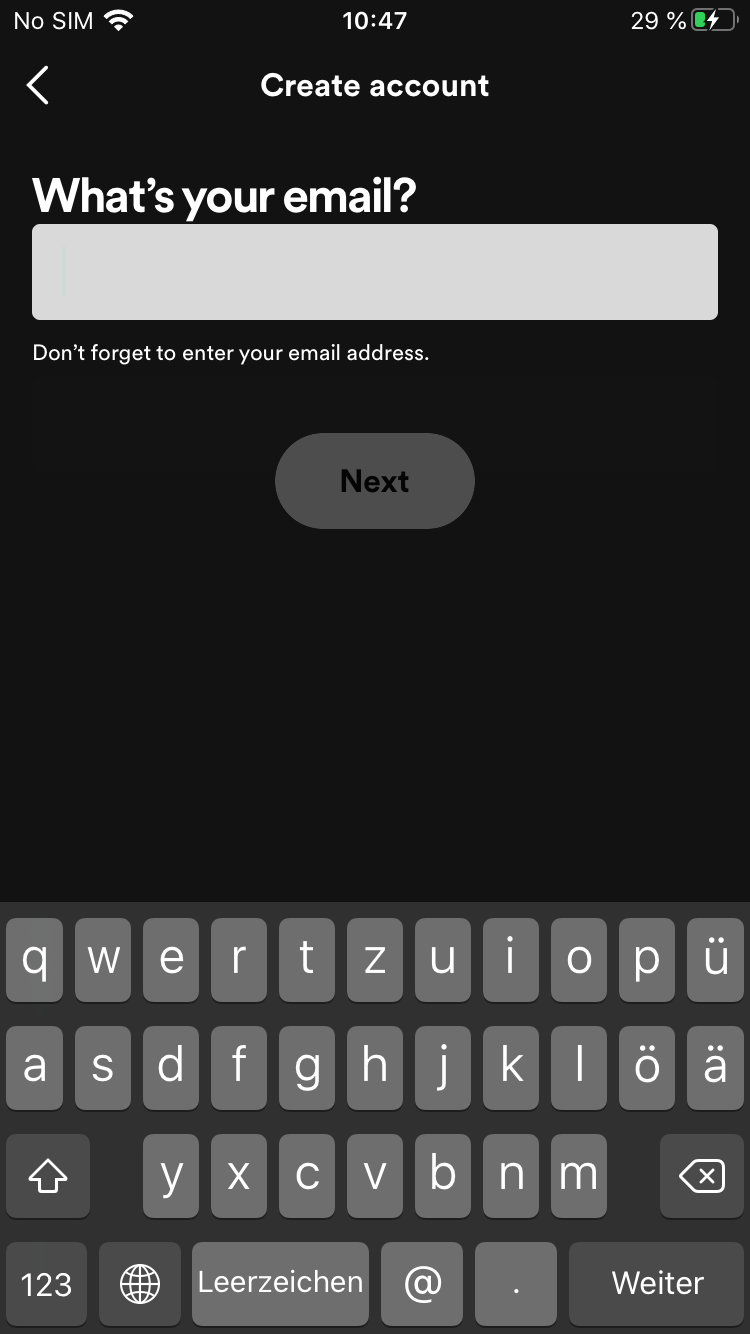 No SIM 10:47 29 %
Create account
What's your email?
Don't forget to enter your email address.
Next
q w e r t z u i o p ü
a s d f g h j k l ö ä
y x c v b n m
123 Leerzeichen @ . Weiter